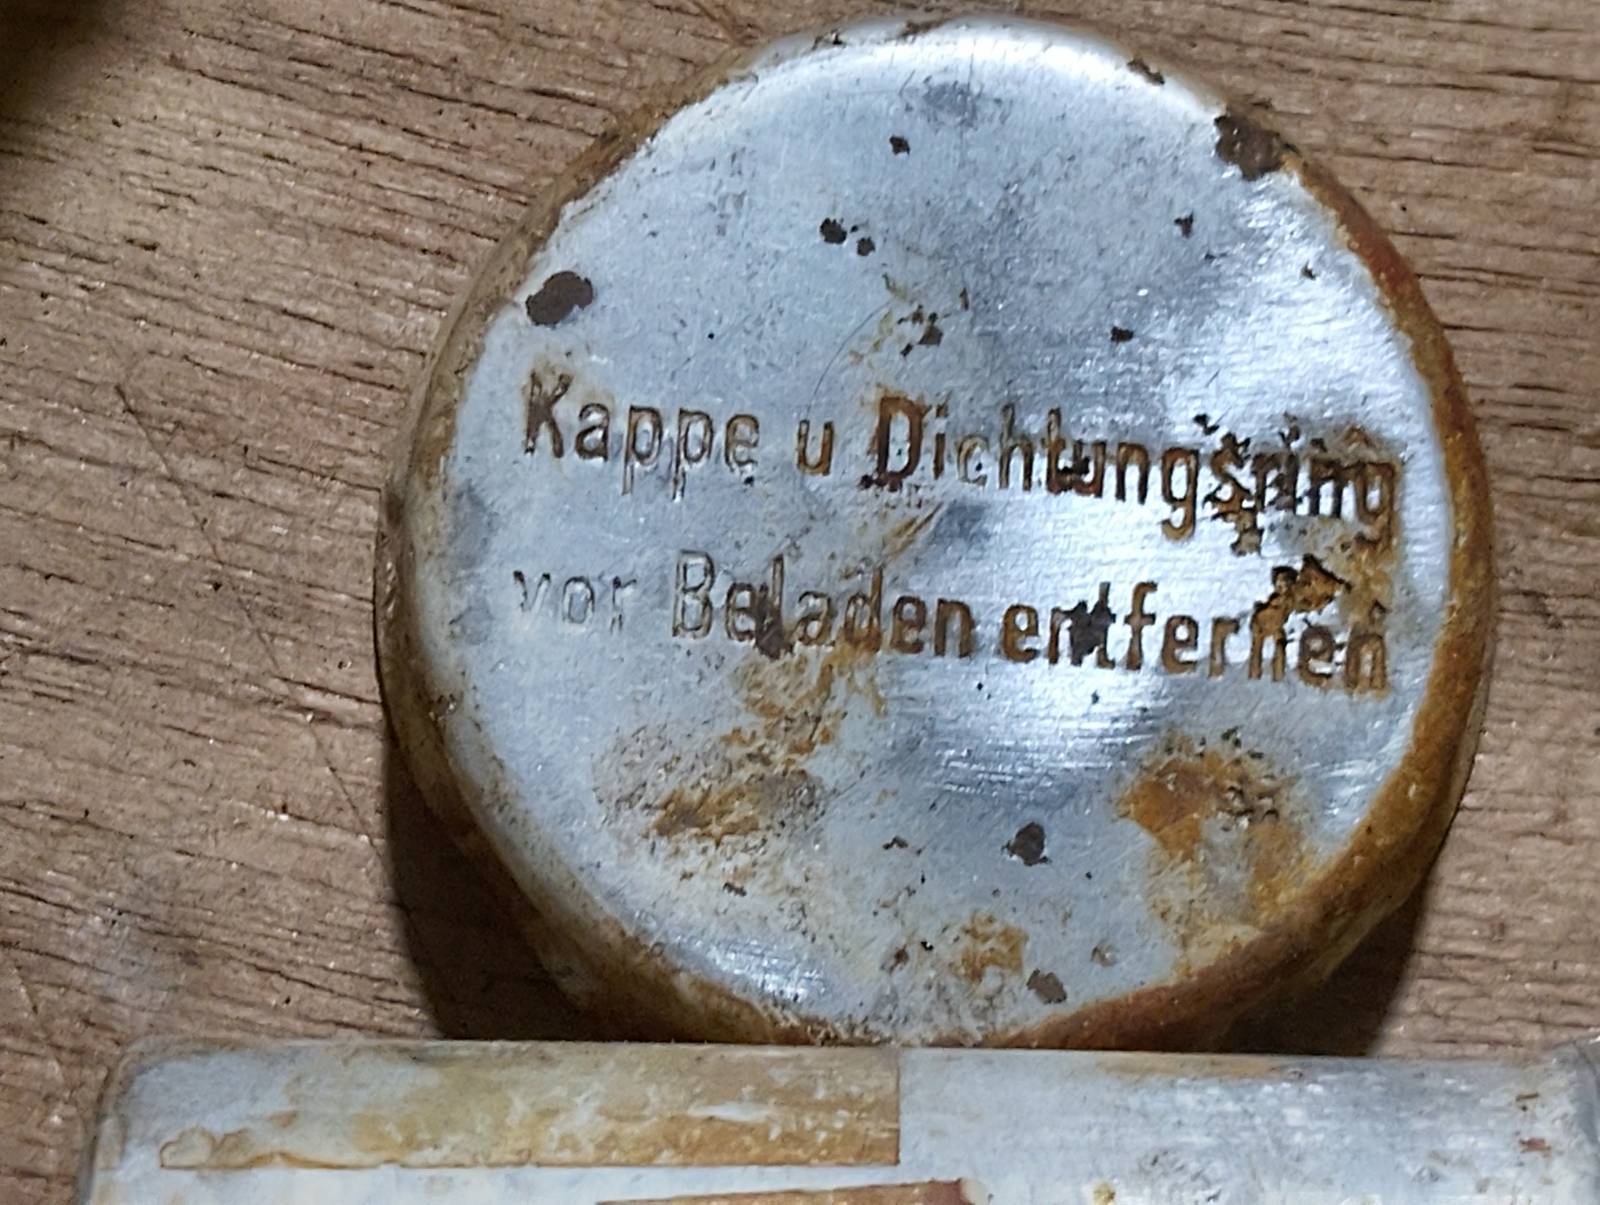 Kappe u Dichtungsring
vor Beladen entfernen